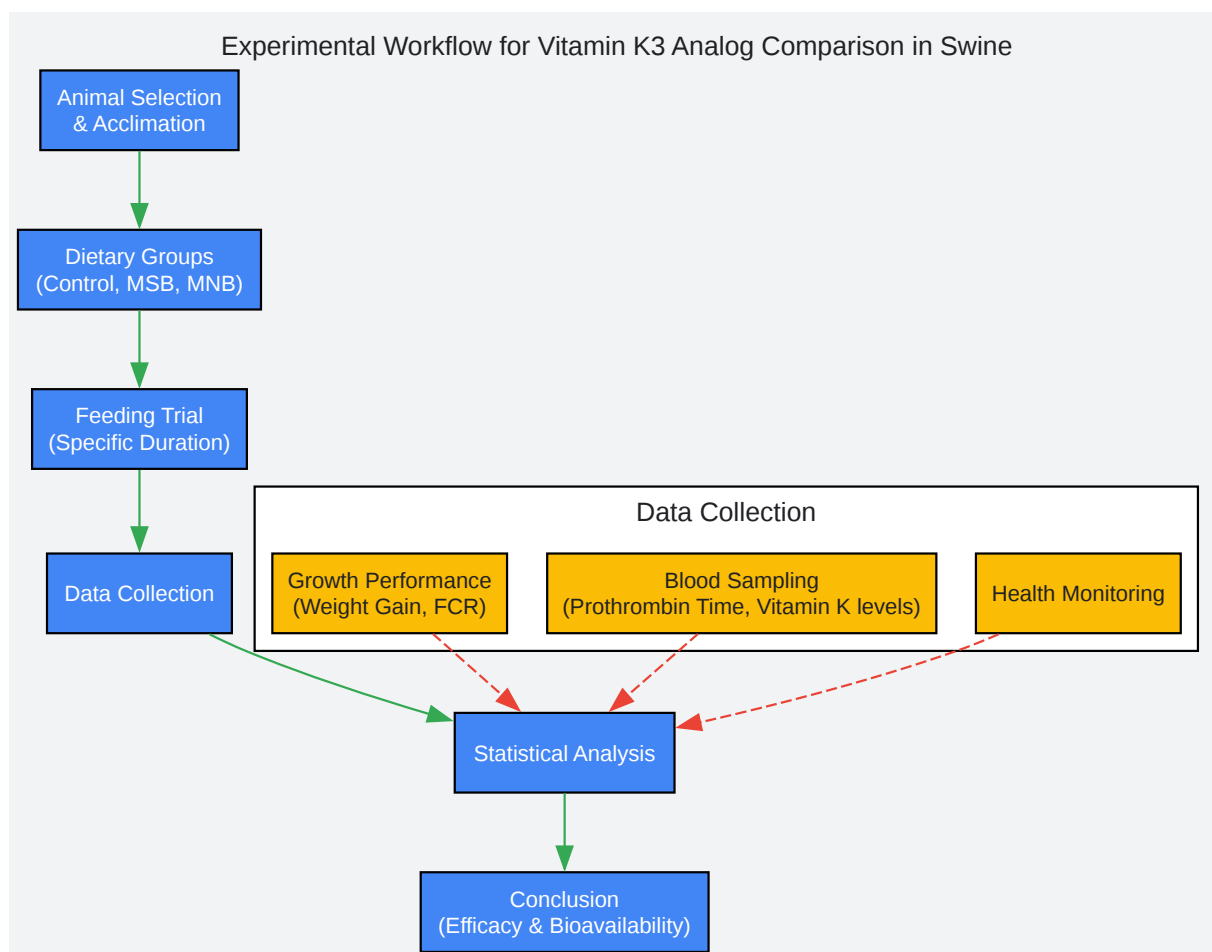 Experimental Workflow for Vitamin K3 Analog Comparison in Swine
Animal Selection
& Acclimation
Dietary Groups
(Control, MSB, MNB)
Feeding Trial
(Specific Duration)
Data Collection
Data Collection
Growth Performance
(Weight Gain, FCR)
Blood Sampling
(Prothrombin Time, Vitamin K levels)
Health Monitoring
Statistical Analysis
Conclusion
(Efficacy & Bioavailability)